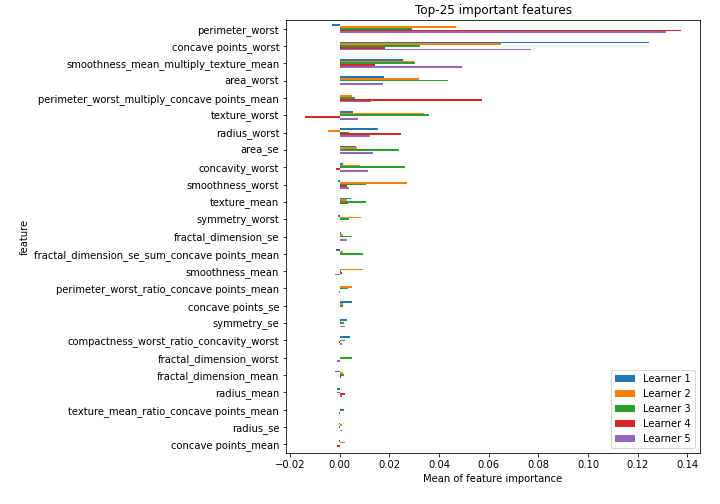 Top-25 important features
perimeter_worst
concave points_worst
smoothness_mean_multiply_texture_mean
area_worst
perimeter_worst_multiply_concave points_mean
texture_worst
radius_worst
area_se
concavity_worst
smoothness_worst
texture_mean
symmetry_worst
fractal_dimension_se
fractal_dimension_se_sum_concave points_mean
smoothness_mean
perimeter_worst_ratio_concave points_mean
concave points_se
symmetry_se
compactness_worst_ratio_concavity_worst
fractal_dimension_worst
fractal_dimension_mean
radius_mean
texture_mean_ratio_concave points_mean
radius_se
concave points_mean
feature
Learner 1
Learner 2
Learner 3
Learner 4
Learner 5
−0.02 0.00 0.02 0.04 0.06 0.08 0.10 0.12 0.14
Mean of feature importance